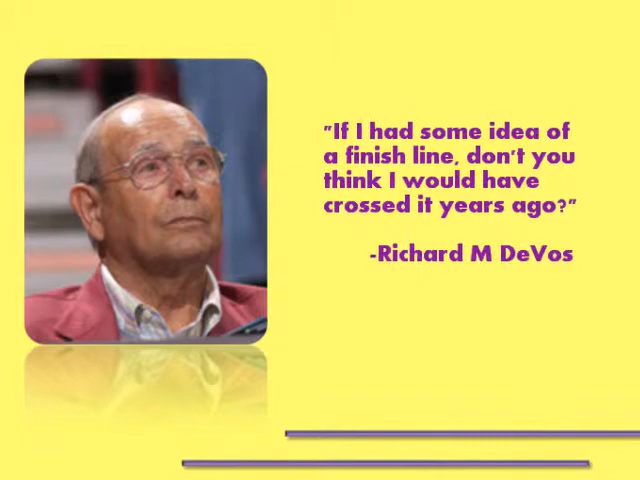 "If I had some idea of
a finish line, don't you
think I would have
crossed it years ago?"
-Richard M DeVos